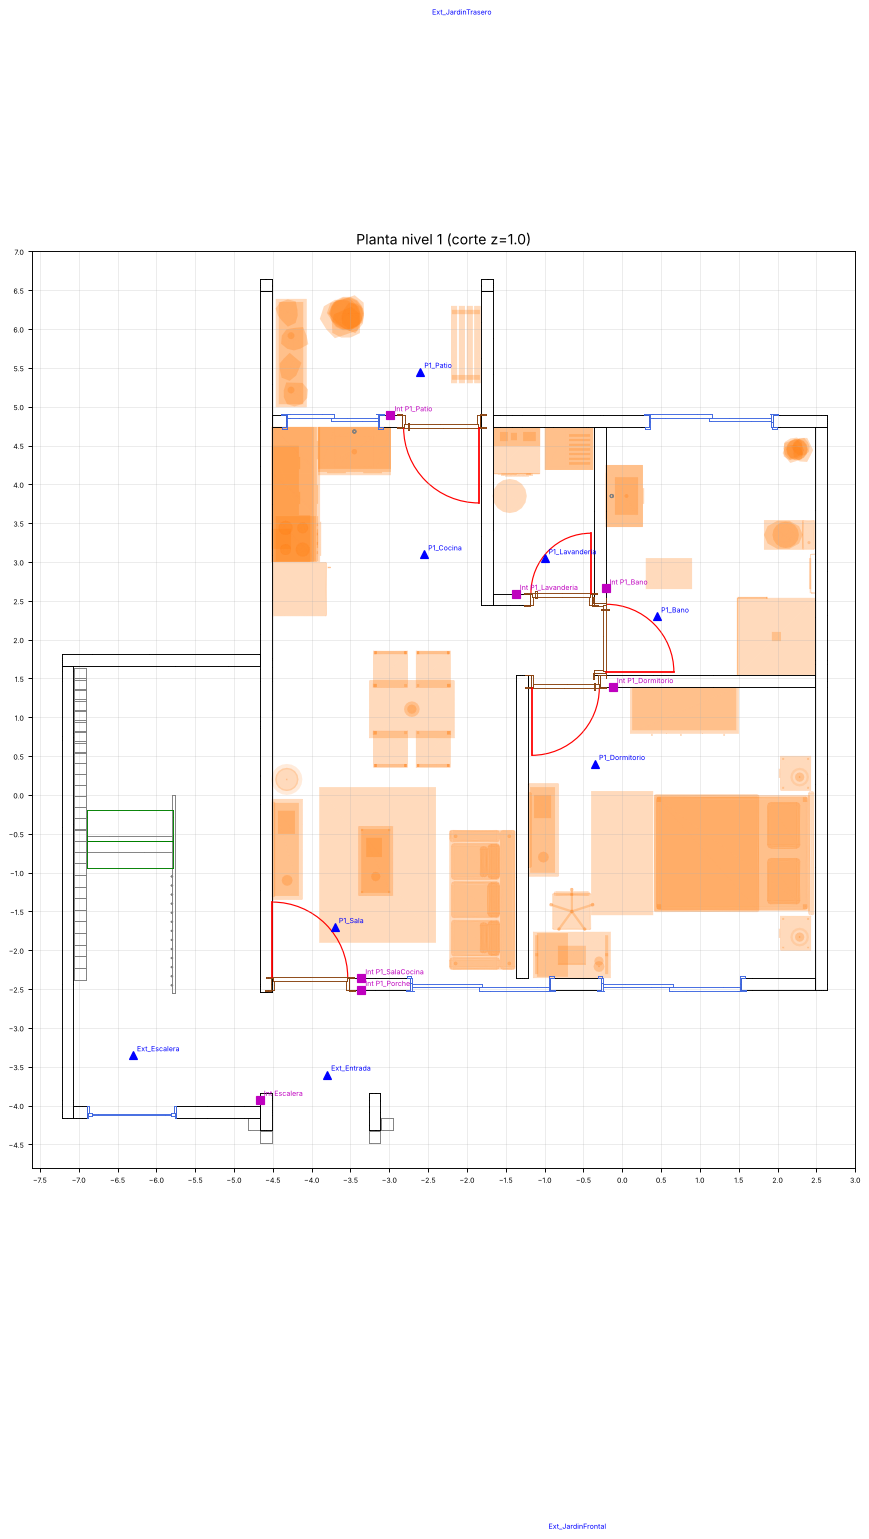 Ext_JardinTrasero
Planta nivel 1 (corte z=1.0)
7.0
6.5
6.0
5.5
5.0
4.5
4.0
3.5
3.0
2.5
2.0
1.5
1.0
0.5
0.0
−0.5
−1.0
−1.5
−2.0
−2.5
−3.0
−3.5
−4.0
−4.5
P1_Patio
Int P1_Patio
P1_Cocina
P1_Lavanderia
Int P1_Lavanderia
Int P1_Bano
P1_Bano
Int P1_Dormitorio
P1_Dormitorio
P1_Sala
Int P1_SalaCocina
Int P1_Porche
Ext_Escalera
Ext_Entrada
Int Escalera
−7.5 −7.0 −6.5 −6.0 −5.5 −5.0 −4.5 −4.0 −3.5 −3.0 −2.5 −2.0 −1.5 −1.0 −0.5 0.0 0.5 1.0 1.5 2.0 2.5 3.0
Ext_JardinFrontal